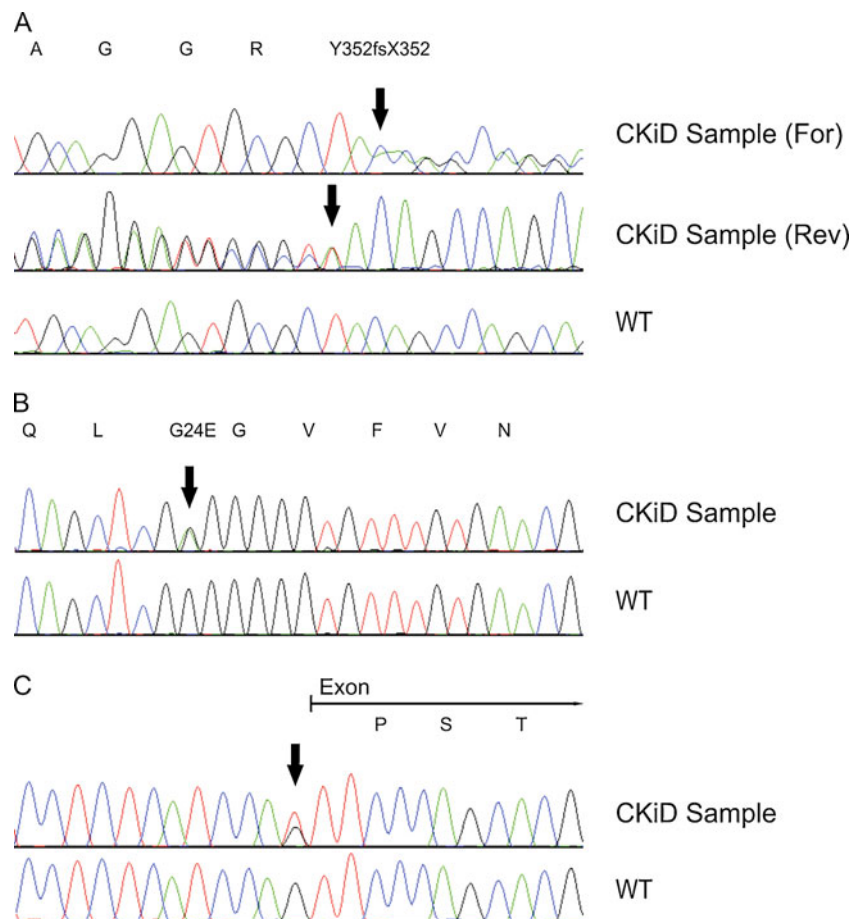 A
A G G R Y352fsX352
CKiD Sample (For)
CKiD Sample (Rev)
WT
B
Q L G24E G V F V N
CKiD Sample
WT
C
Exon
P S T
CKiD Sample
WT